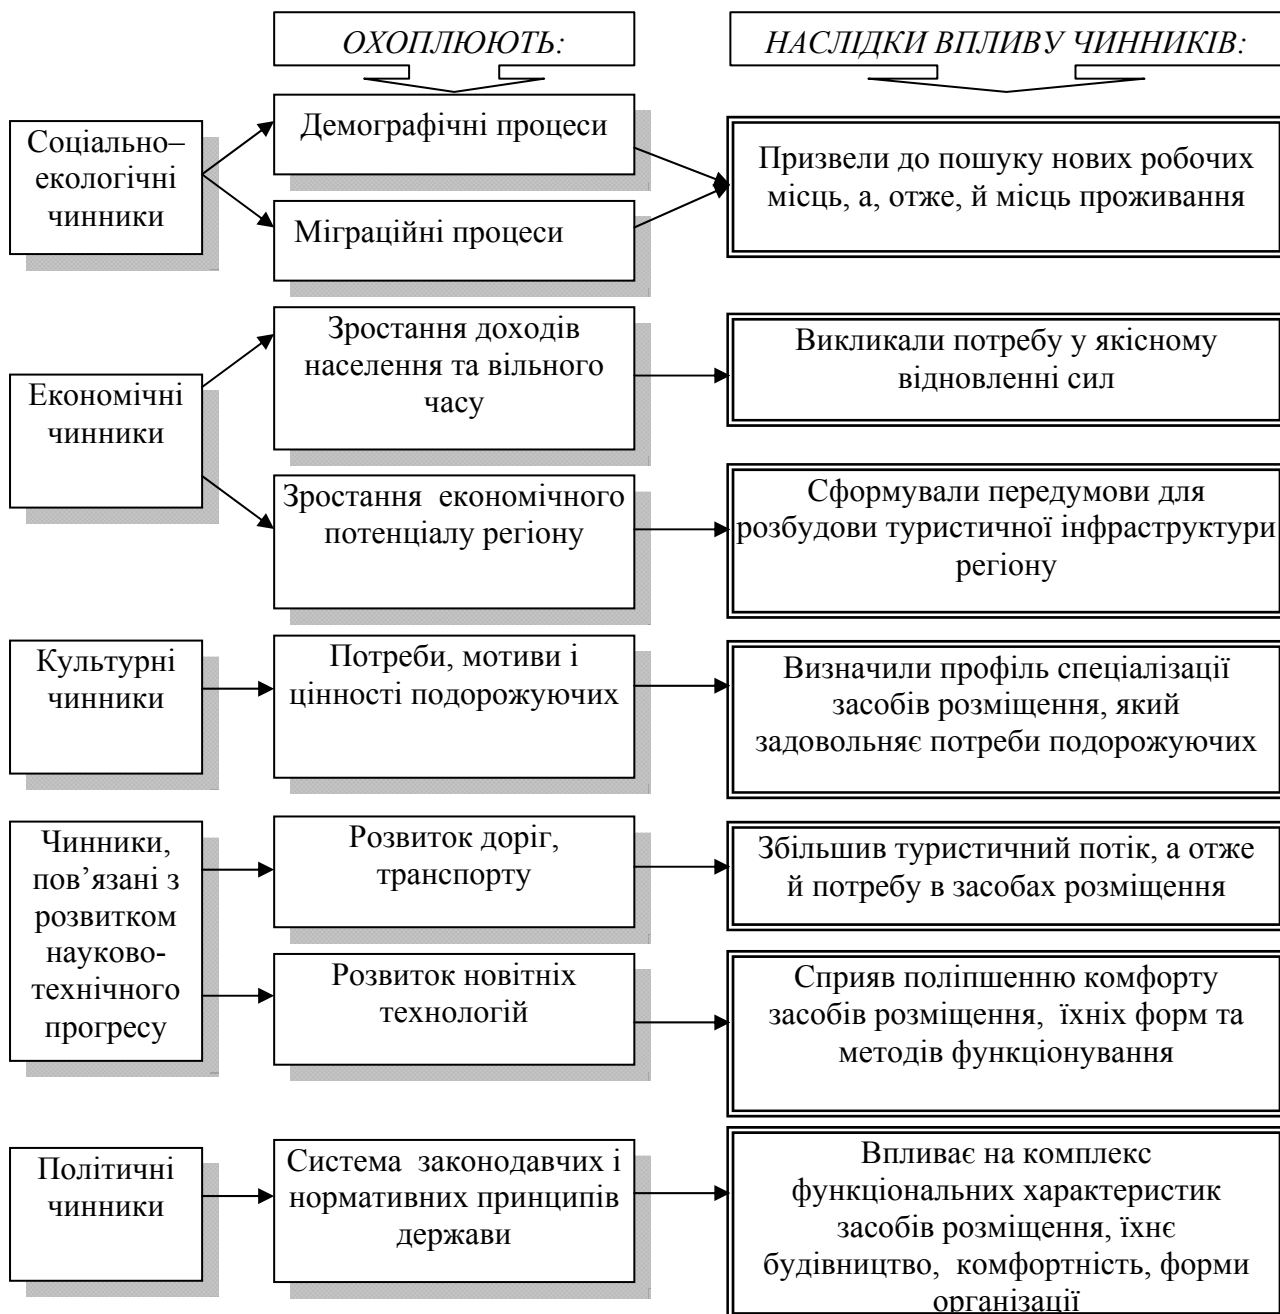 ОХОПЛЮЮТЬ:
НАСЛІДКИ ВПЛИВУ ЧИННИКІВ:
Соціально–
екологічні
чинники
Демографічні процеси
Міграційні процеси
Призвели до пошуку нових робочих
місць, а, отже, й місць проживання
Економічні
чинники
Зростання доходів
населення та вільного
часу
Викликали потребу у якісному
відновленні сил
Зростання економічного
потенціалу регіону
Сформували передумови для
розбудови туристичної інфраструктури
регіону
Культурні
чинники
Потреби, мотиви і
цінності подорожуючих
Визначили профіль спеціалізації
засобів розміщення, який
задовольняє потреби подорожуючих
Чинники,
пов’язані з
розвитком
науково-
технічного
прогресу
Розвиток доріг,
транспорту
Збільшив туристичний потік, а отже
й потребу в засобах розміщення
Розвиток новітніх
технологій
Сприяв поліпшенню комфорту
засобів розміщення, їхніх форм та
методів функціонування
Політичні
чинники
Система законодавчих і
нормативних принципів
держави
Впливає на комплекс
функціональних характеристик
засобів розміщення, їхнє
будівництво, комфортність, форми
організації